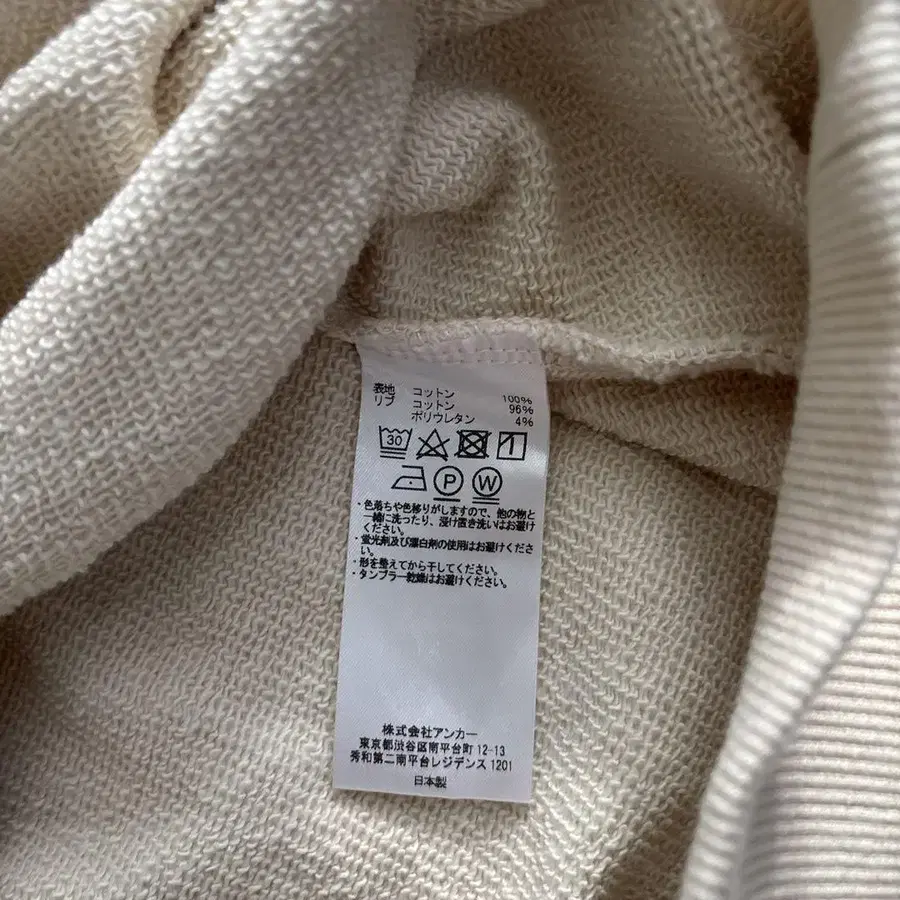 表地 コットン 100%
リブ コットン 96%
ポリウレタン 4%
30
P W
・色落ちや色移りがしますので、他の物と
一緒に洗ったり、浸け置き洗いはお避け
ください。
・蛍光剤及び漂白剤の使用はお避けくださ
い。
・形を整えてから干してください。
・タンブラー乾燥はお避けください。
株式会社アンカー
東京都渋谷区南平台町 12-13
秀和第二南平台レジデンス 1201
日本製